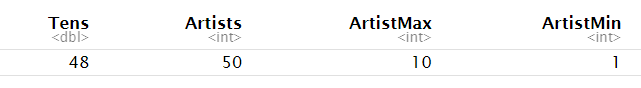 Tens Artists ArtistMax ArtistMin
<dbl> <int> <int> <int>
48 50 10 1